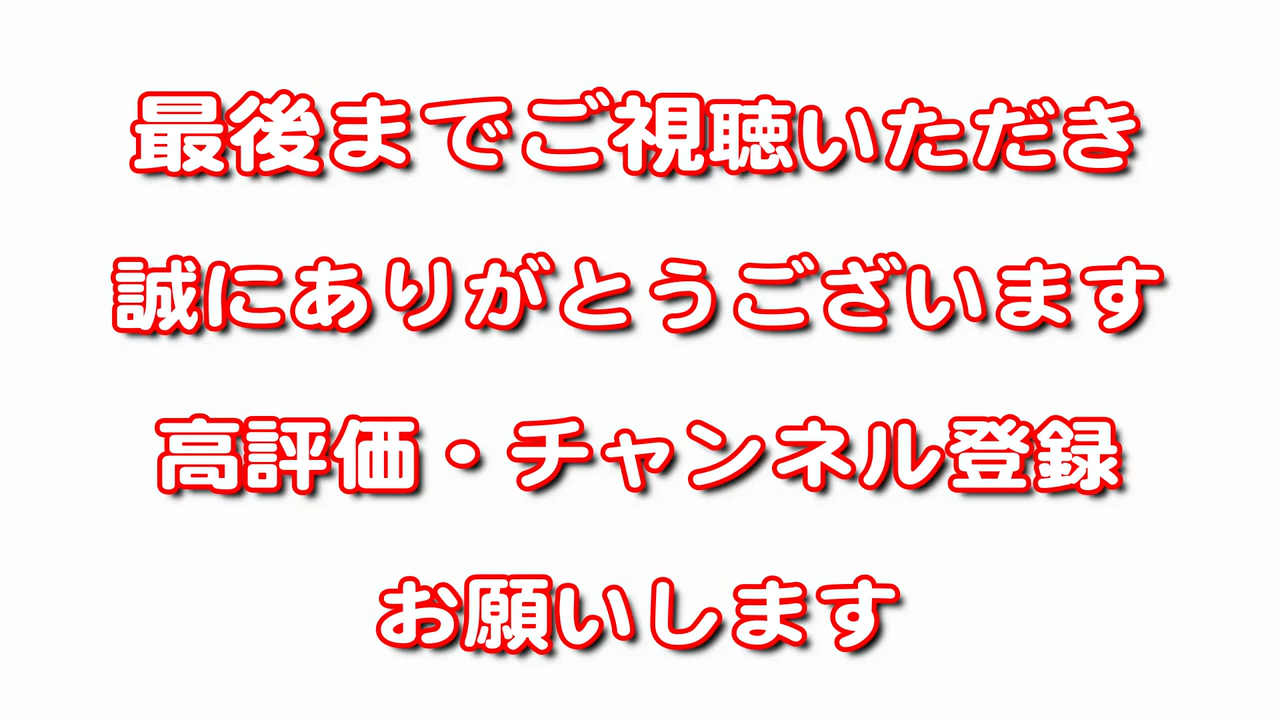 最後までご視聴いただき
誠にありがとうございます
高評価・チャンネル登録
お願いします